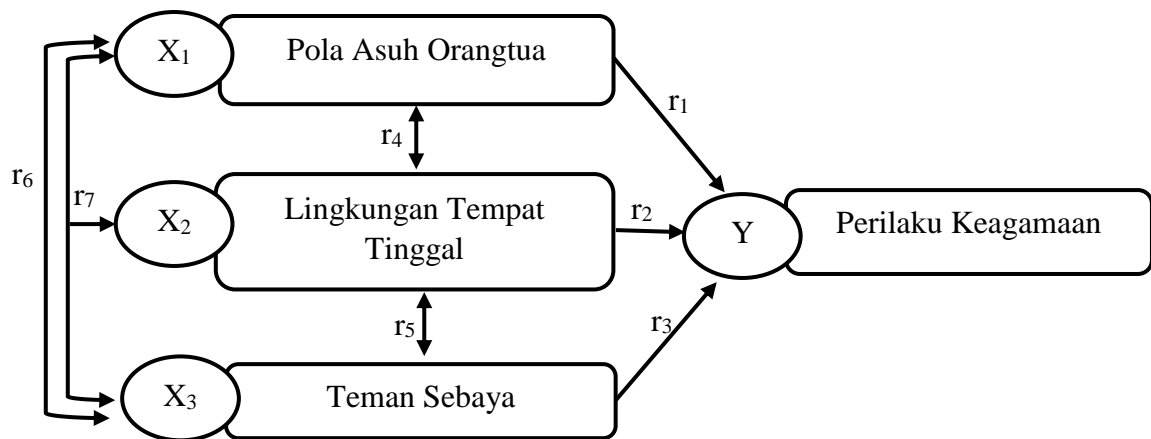 X₁ Pola Asuh Orangtua
r₁
r₄
r₆
r₇
X₂ Lingkungan Tempat
Tinggal
r₂
Y Perilaku Keagamaan
r₅
r₃
X₃ Teman Sebaya